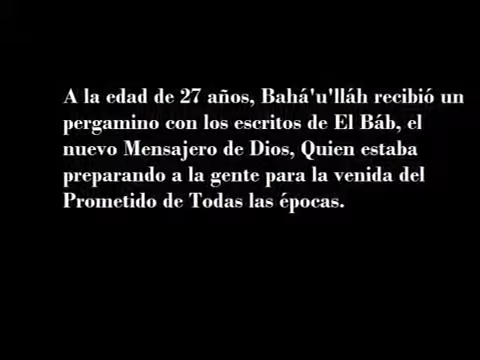 A la edad de 27 años, Bahá'u'lláh recibió un
pergamino con los escritos de El Báb, el
nuevo Mensajero de Dios, Quien estaba
preparando a la gente para la venida del
Prometido de Todas las épocas.